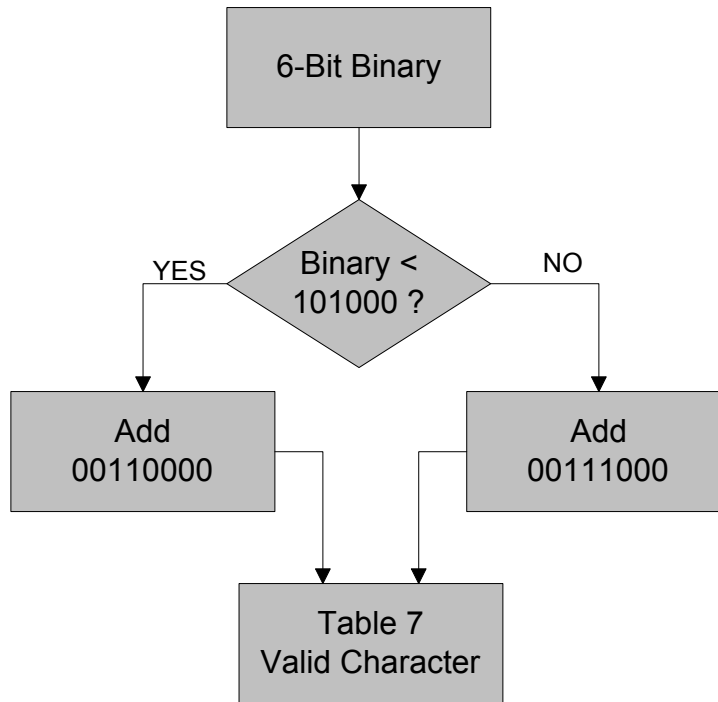 6-Bit Binary
Binary <
101000 ?
YES
NO
Add
00110000
Add
00111000
Table 7
Valid Character